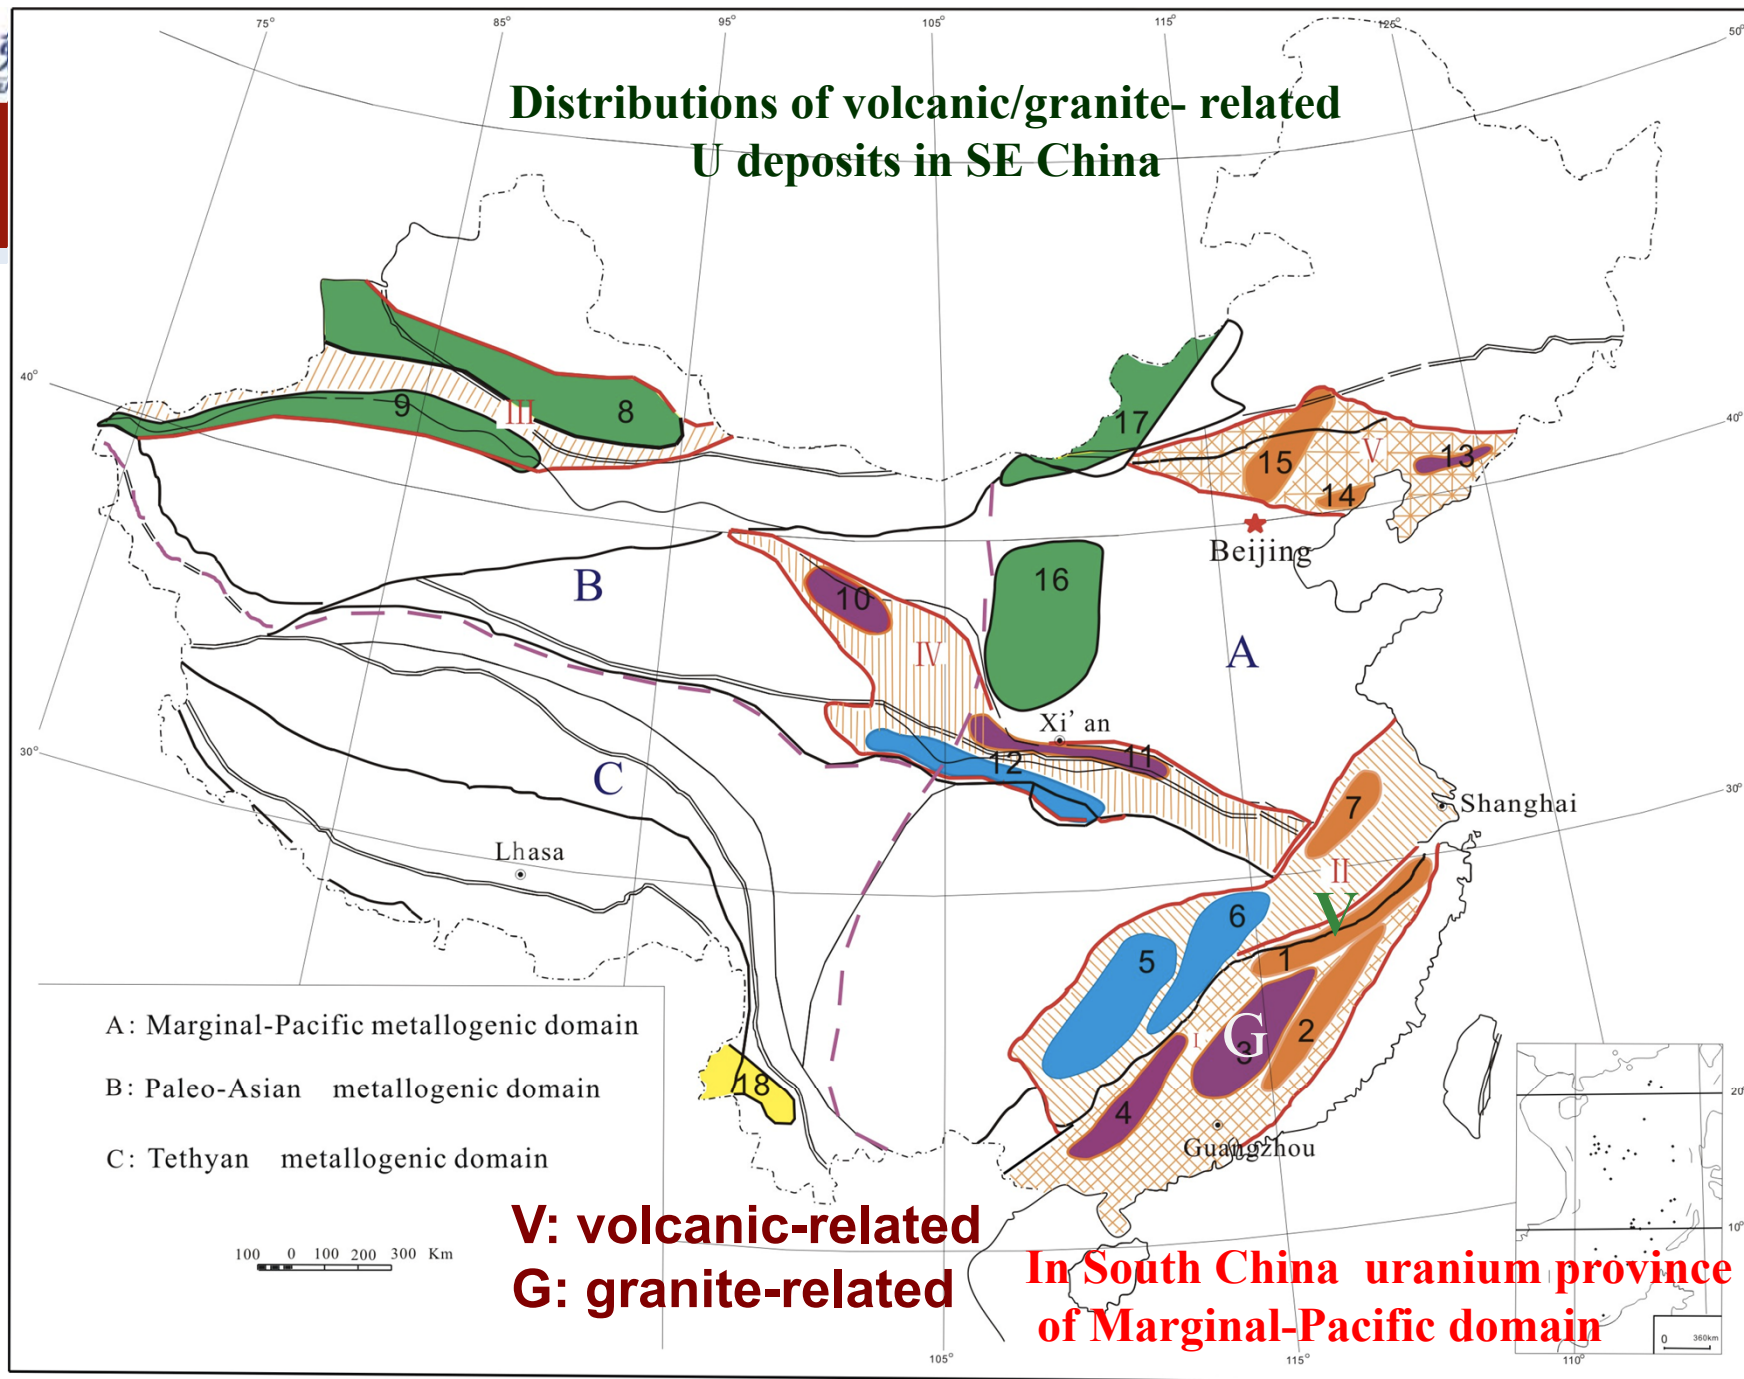 75°
85°
95°
105°
115°
125°
50°
Distributions of volcanic/granite- related
U deposits in SE China
40°
9
III
8
17
40°
15
V
13
14
Beijing
B
10
16
IV
A
Xi' an
11
12
30°
C
30°
7
Shanghai
Lhasa
II
V
6
5
1
2
I
G
3
4
18
Guangzhou
A: Marginal-Pacific metallogenic domain
B: Paleo-Asian metallogenic domain
C: Tethyan metallogenic domain
20°
10°
V: volcanic-related
G: granite-related
100 0 100 200 300 Km
In South China uranium province
of Marginal-Pacific domain
0 360km
105°
115°
110°